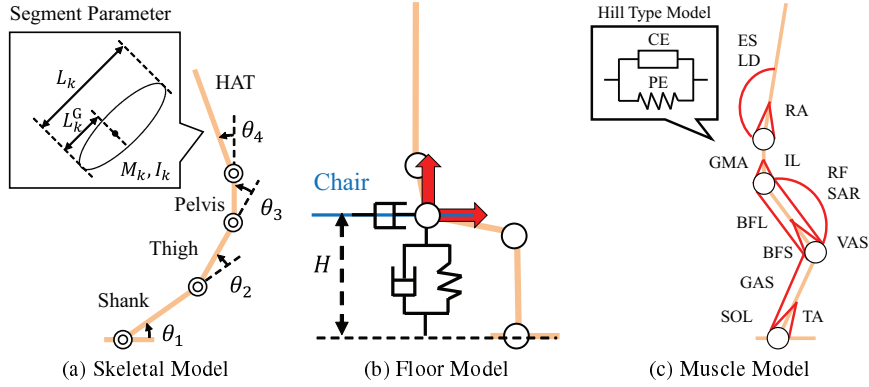 Segment Parameter
L_k
L_k^G
M_k, I_k
HAT
θ_4
Pelvis
θ_3
Thigh
θ_2
Shank
θ_1
(a) Skeletal Model
Chair
H
(b) Floor Model
Hill Type Model
CE
PE
ES
LD
RA
GMA
IL
RF
SAR
BFL
VAS
BFS
GAS
SOL
TA
(c) Muscle Model